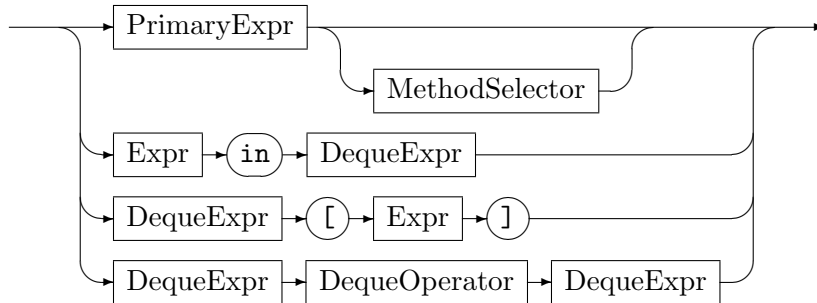 PrimaryExpr
MethodSelector
Expr in DequeExpr
DequeExpr [ Expr ]
DequeExpr DequeOperator DequeExpr